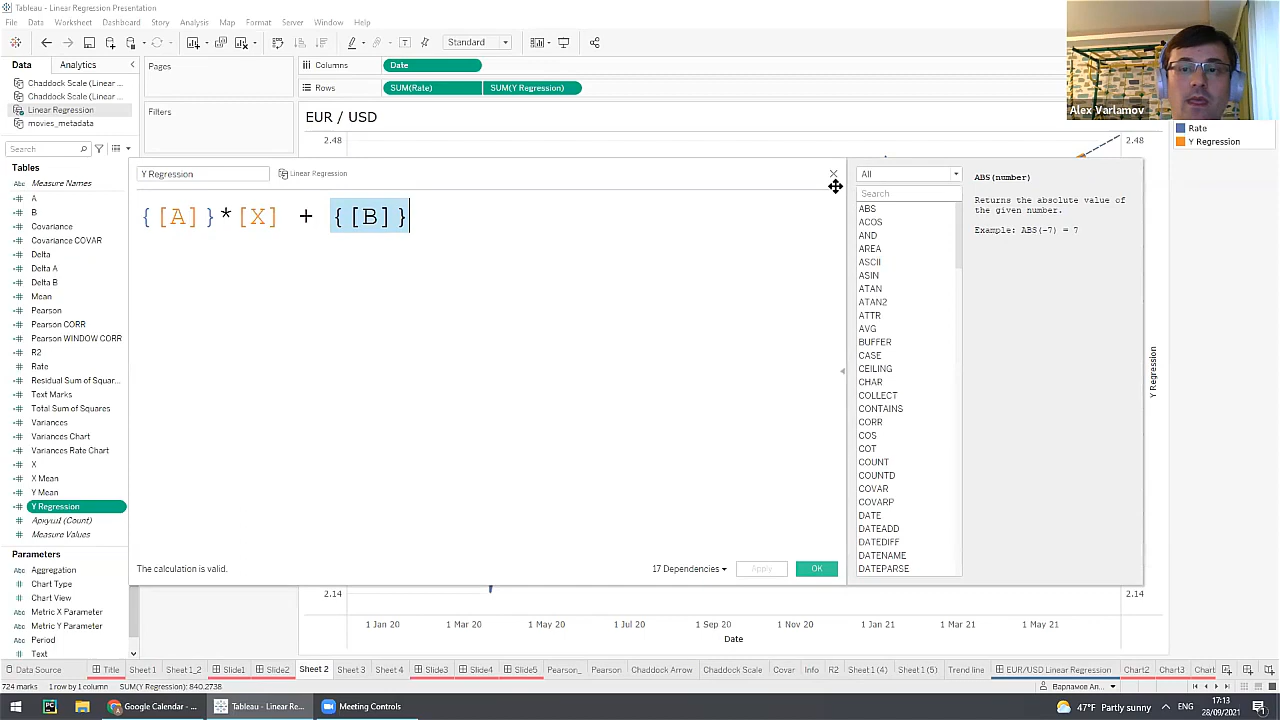 Tableau - Linear Regression Presentation
File Data Worksheet Dashboard Story Analysis Map Format Server Window Help
Standard
Data Analytics
Pages
Columns Date
Rows SUM(Rate) SUM(Y Regression)
Filters
Alex Varlamov
Chaddock Scale (Linear ...
Chaddock Scale (Linear ...
Linear Regression
movies_metadata
Search
Tables
Measure Names
A
B
Covariance
Covariance COVAR
Delta
Delta A
Delta B
Mean
Pearson
Pearson CORR
Pearson WINDOW CORR
R2
Rate
Residual Sum of Squar...
Text Marks
Total Sum of Squares
Variances
Variances Chart
Variances Rate Chart
X
X Mean
Y Mean
Y Regression
Measure Values
Parameters
Aggregation
Chart Type
Chart View
Metric X Parameter
Metric Y Parameter
Period
Text
EUR / USD
2.48
2.48
Rate
Y Regression
Y Regression Linear Regression
{[A]}*[X] + {[B]}
The calculation is valid.
17 Dependencies
Apply
OK
All
Search
ABS
ACOS
AND
AREA
ASCII
ASIN
ATAN
ATAN2
ATTR
AVG
BUFFER
CASE
CEILING
CHAR
COLLECT
CONTAINS
CORR
COS
COT
COUNT
COUNTD
COVAR
COVARP
DATE
DATEADD
DATEDIFF
DATENAME
DATEPARSE
ABS(number)
Returns the absolute value of
the given number.
Example: ABS(-7) = 7
Y Regression
2.14
2.14
1 Jan 20 1 Mar 20 1 May 20 1 Jul 20 1 Sep 20 1 Nov 20 1 Jan 21 1 Mar 21 1 May 21
Date
Data Source Title Sheet 1 Sheet 1_2 Slide1 Slide2 Sheet 2 Sheet 3 Sheet 4 Slide3 Slide4 Slide5 Pearson_ Pearson Chaddock Arrow Chaddock Scale Covar Info R2 Sheet 1 (4) Sheet 1 (5) Trend line EUR/USD Linear Regression Chart2 Chart3 Chart
724 marks 1 row by 1 column SUM(Y Regression): 840.2738
Варламов Ал...
Google Calendar - ...
Tableau - Linear Re...
Meeting Controls
47°F Partly sunny
ENG
17:13
28/09/2021